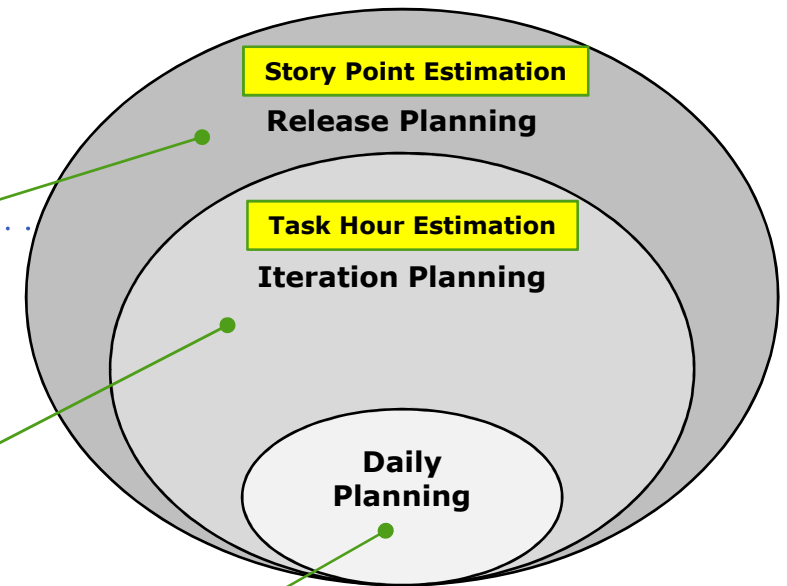 Story Point Estimation
Release Planning
Task Hour Estimation
Iteration Planning
Daily
Planning